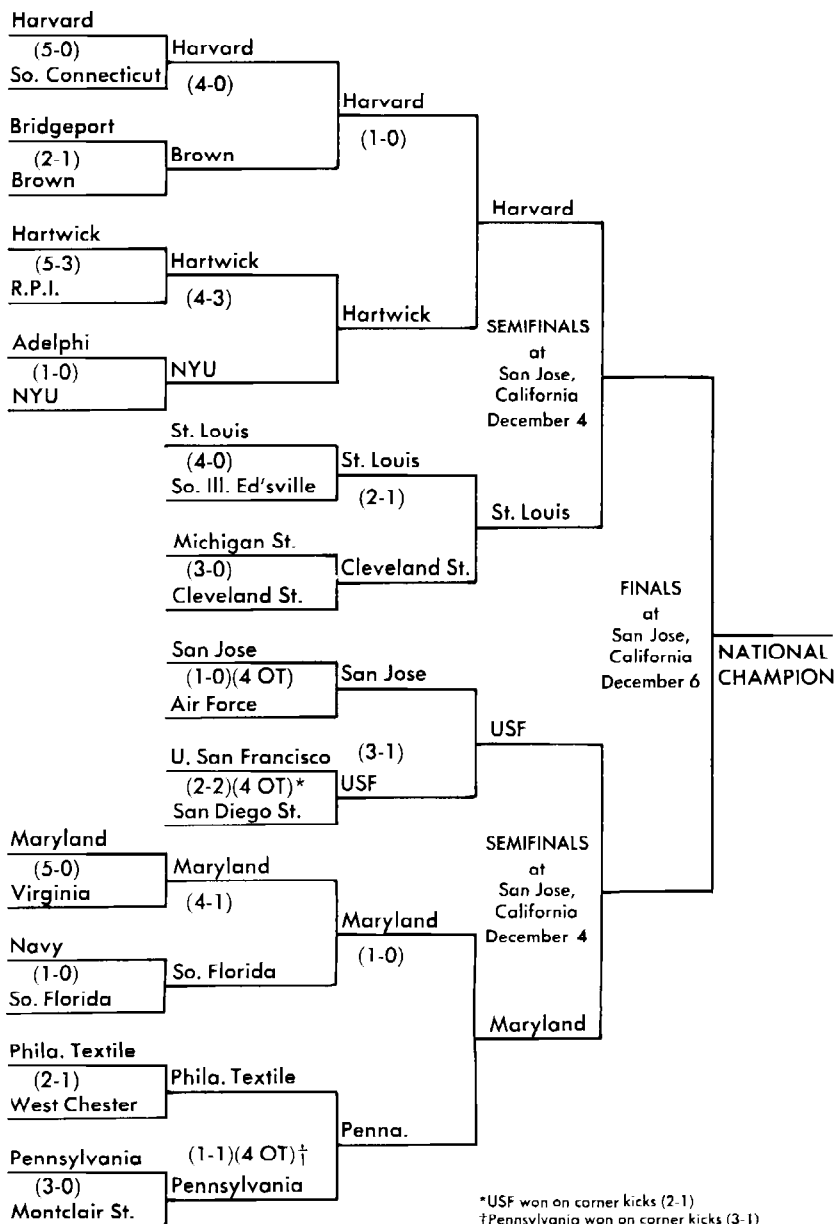 Harvard
(5-0)
So. Connecticut
Harvard
(4-0)
Bridgeport
(2-1)
Brown
Brown
Harvard
(1-0)
Hartwick
(5-3)
R.P.I.
Hartwick
(4-3)
Adelphi
(1-0)
NYU
NYU
Hartwick
Harvard
St. Louis
(4-0)
So. Ill. Ed'sville
St. Louis
(2-1)
Michigan St.
(3-0)
Cleveland St.
Cleveland St.
St. Louis
SEMIFINALS
at
San Jose,
California
December 4
San Jose
(1-0)(4 OT)
Air Force
San Jose
(3-1)
U. San Francisco
(2-2)(4 OT)*
San Diego St.
USF
USF
Maryland
(5-0)
Virginia
Maryland
(4-1)
Navy
(1-0)
So. Florida
So. Florida
Maryland
(1-0)
Phila. Textile
(2-1)
West Chester
Phila. Textile
(1-1)(4 OT)†
Pennsylvania
(3-0)
Montclair St.
Pennsylvania
Penna.
Maryland
SEMIFINALS
at
San Jose,
California
December 4
FINALS
at
San Jose,
California
December 6
NATIONAL
CHAMPION
*USF won on corner kicks (2-1)
†Pennsylvania won on corner kicks (3-1)